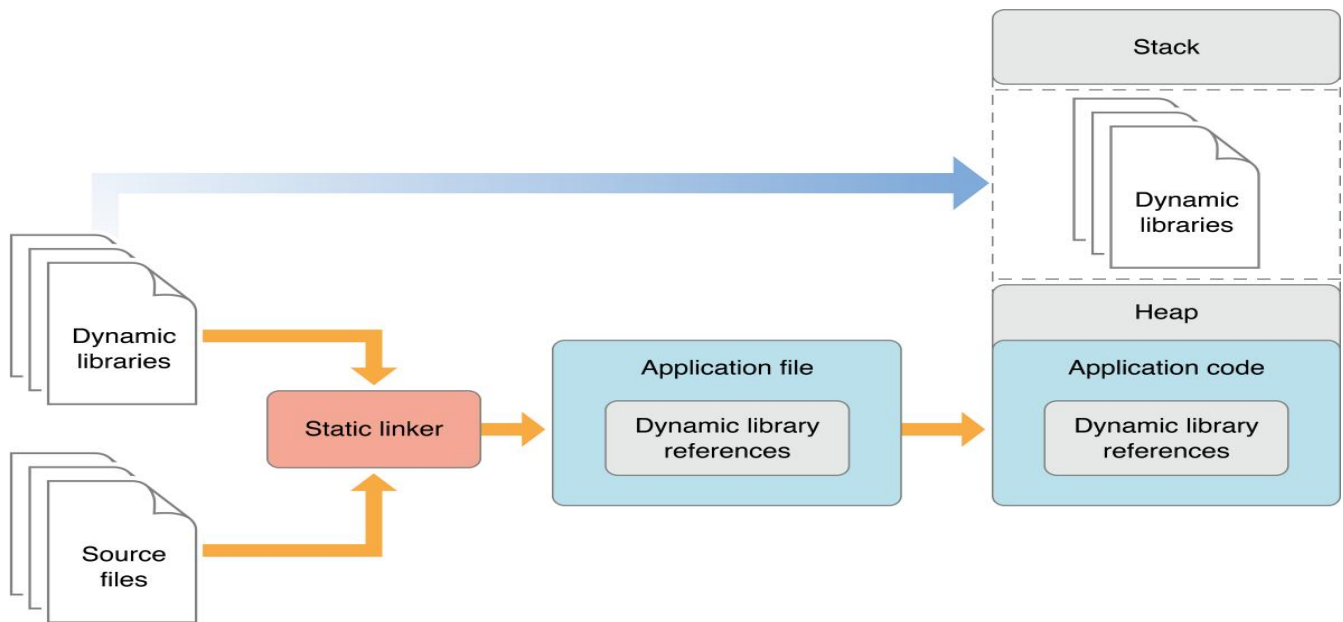 Stack
Dynamic
libraries
Heap
Dynamic
libraries
Application file
Application code
Static linker
Dynamic library
references
Dynamic library
references
Source
files